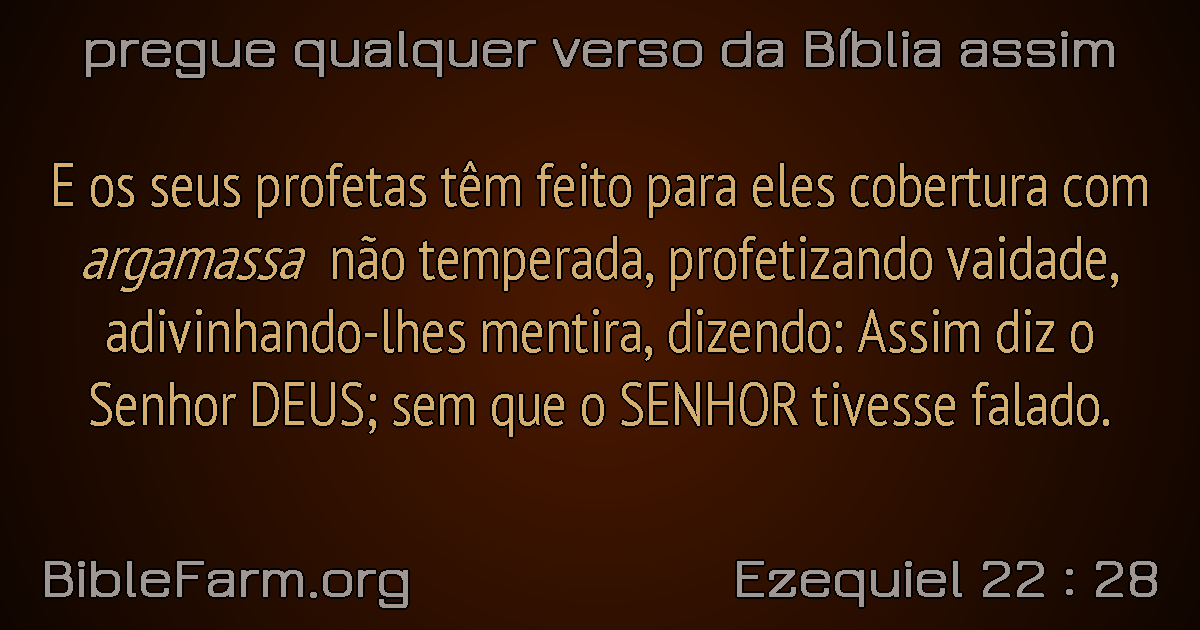 pregue qualquer verso da Bíblia assim
E os seus profetas têm feito para eles cobertura com
argamassa não temperada, profetizando vaidade,
adivinhando-lhes mentira, dizendo: Assim diz o
Senhor DEUS; sem que o SENHOR tivesse falado.
BibleFarm.org
Ezequiel 22 : 28